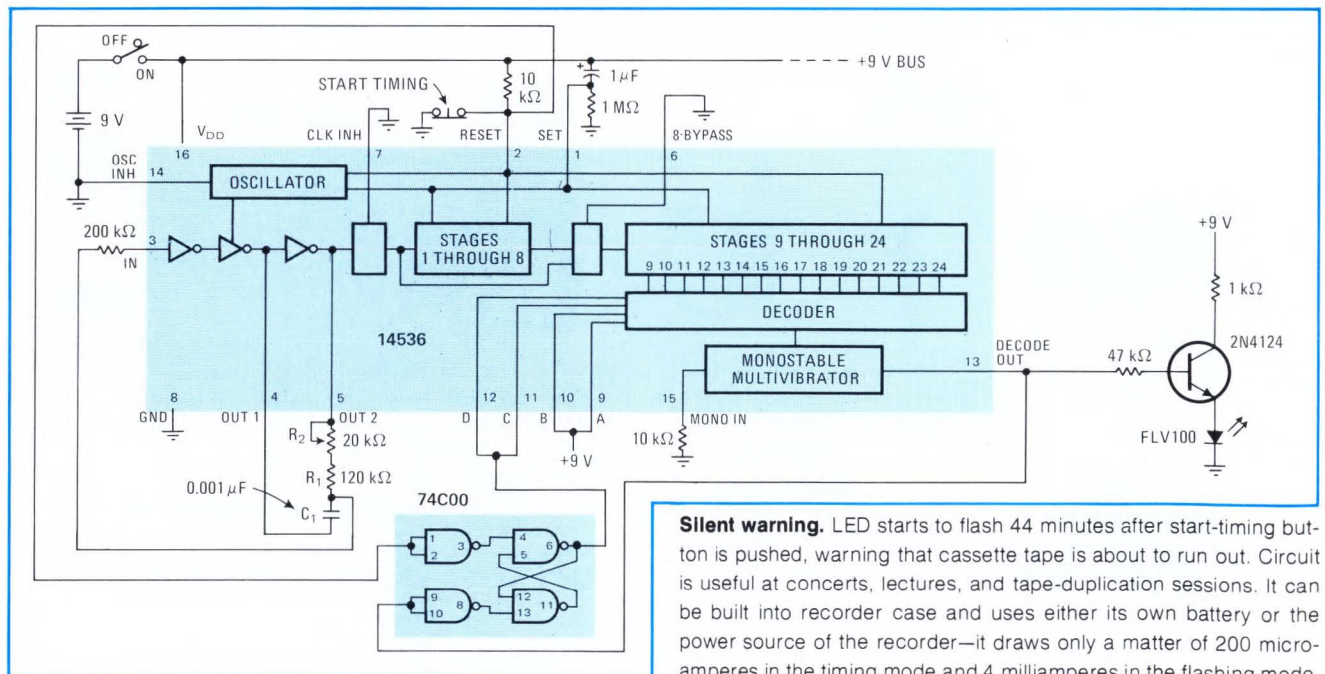 OFF
ON
+9 V BUS
START TIMING
10 kΩ
+
1 µF
1 MΩ
9 V
V_DD
CLK INH
RESET
SET
8-BYPASS
16
7
2
1
6
OSC INH
14
OSCILLATOR
200 kΩ
3
IN
STAGES 1 THROUGH 8
STAGES 9 THROUGH 24
9 10 11 12 13 14 15 16 17 18 19 20 21 22 23 24
DECODER
14536
MONOSTABLE MULTIVIBRATOR
13
DECODE OUT
+9 V
1 kΩ
2N4124
47 kΩ
FLV100
8
GND
4
OUT 1
5
OUT 2
12
D
11
C
10
B
9
A
15
MONO IN
10 kΩ
+9 V
R₂
20 kΩ
R₁
120 kΩ
0.001 µF
C₁
74C00
1
2
3
4
5
6
9
10
8
12
13
11
Silent warning. LED starts to flash 44 minutes after start-timing but-
ton is pushed, warning that cassette tape is about to run out. Circuit
is useful at concerts, lectures, and tape-duplication sessions. It can
be built into recorder case and uses either its own battery or the
power source of the recorder—it draws only a matter of 200 micro-
amperes in the timing mode and 4 milliamperes in the flashing mode.